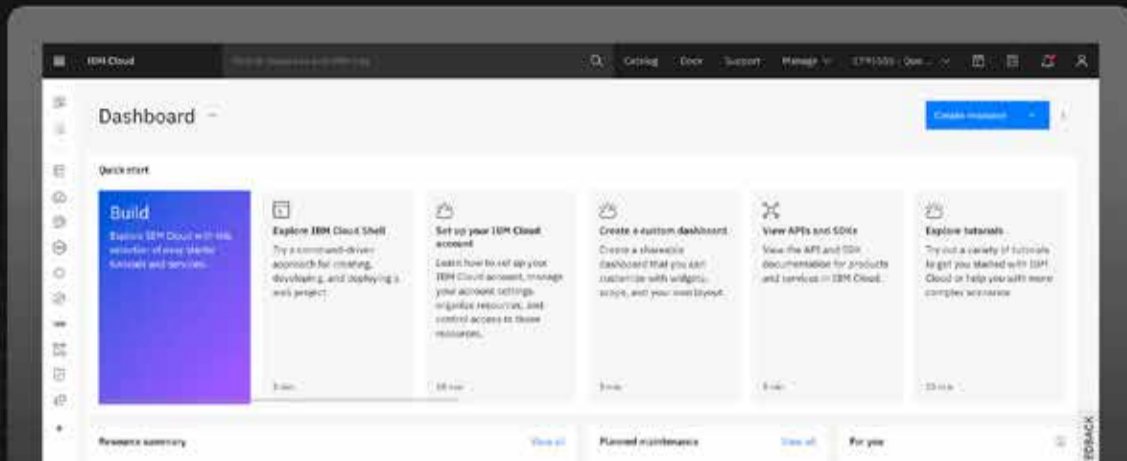 IBM Cloud
Catalog Docs Support Manage
Dashboard
Create resource
Quick start
Build
Explore IBM Cloud with this
selection of easy starter
tutorials and services.
Explore IBM Cloud Shell
Try a command-driven
approach for creating,
developing, and deploying a
web project.
Set up your IBM Cloud
account
Learn how to set up your
IBM Cloud account, manage
your account settings,
organize resources, and
control access to those
resources.
Create a custom dashboard
Create a shareable
dashboard that you can
customize with widgets,
scope, and your own layout.
View APIs and SDKs
View the API and SDK
documentation for products
and services in IBM Cloud.
Explore tutorials
Try out a variety of tutorials
to get you started with IBM
Cloud or help you with more
complex scenarios
Resource summary
View all
Planned maintenance
View all
For you
EDBACK